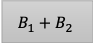 B₁ + B₂